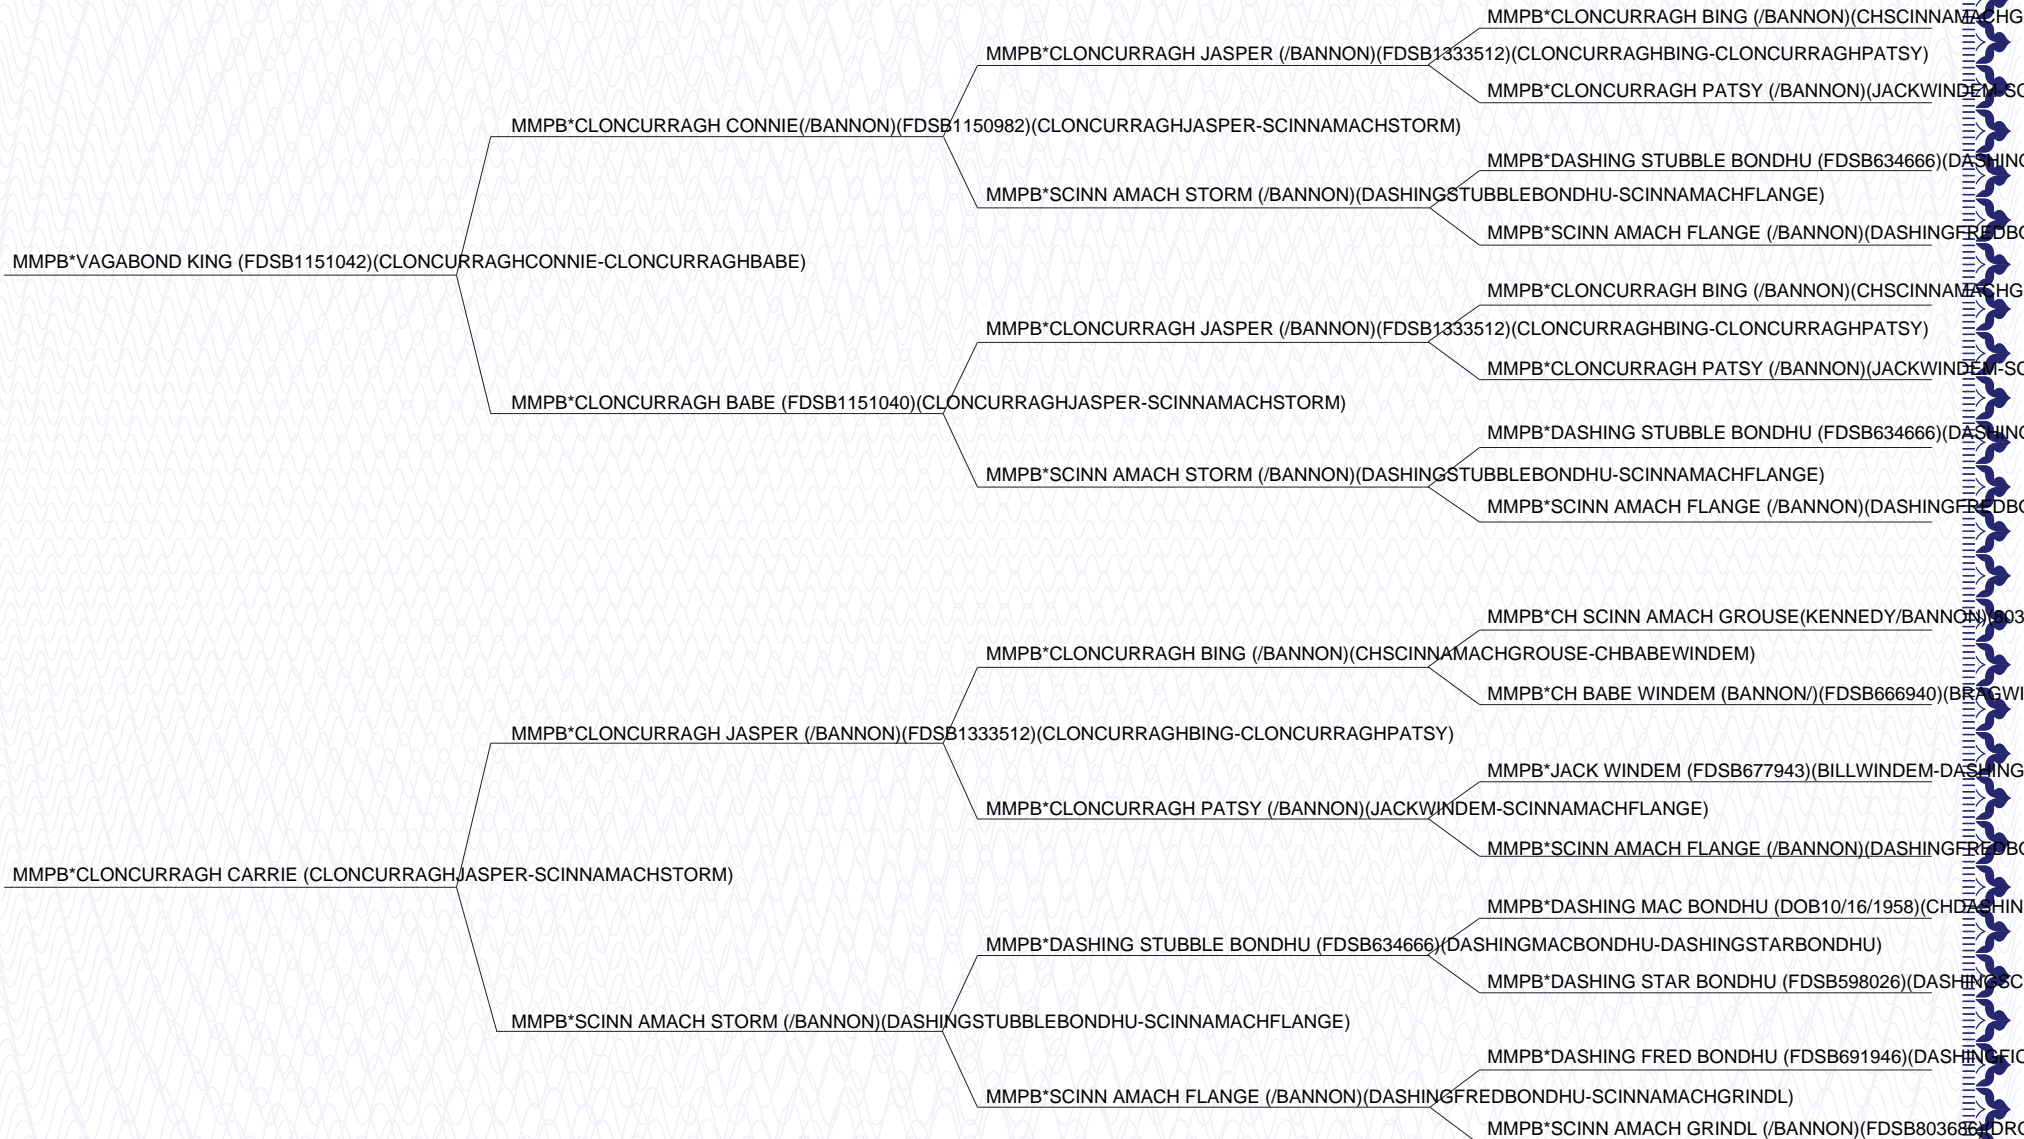 MMPB*CLONCURRAGH BING (/BANNON)(CHSCINNAMACHG
MMPB*CLONCURRAGH JASPER (/BANNON)(FDSB1333512)(CLONCURRAGHBING-CLONCURRAGHPATSY)
MMPB*CLONCURRAGH PATSY (/BANNON)(JACKWINDEM-SC
MMPB*CLONCURRAGH CONNIE(/BANNON)(FDSB1150982)(CLONCURRAGHJASPER-SCINNAMACHSTORM)
MMPB*DASHING STUBBLE BONDHU (FDSB634666)(DASHING
MMPB*SCINN AMACH STORM (/BANNON)(DASHINGSTUBBLEBONDHU-SCINNAMACHFLANGE)
MMPB*SCINN AMACH FLANGE (/BANNON)(DASHINGFREDBO
MMPB*VAGABOND KING (FDSB1151042)(CLONCURRAGHCONNIE-CLONCURRAGHBABE)
MMPB*CLONCURRAGH BING (/BANNON)(CHSCINNAMACHG
MMPB*CLONCURRAGH JASPER (/BANNON)(FDSB1333512)(CLONCURRAGHBING-CLONCURRAGHPATSY)
MMPB*CLONCURRAGH PATSY (/BANNON)(JACKWINDEM-SC
MMPB*CLONCURRAGH BABE (FDSB1151040)(CLONCURRAGHJASPER-SCINNAMACHSTORM)
MMPB*DASHING STUBBLE BONDHU (FDSB634666)(DASHING
MMPB*SCINN AMACH STORM (/BANNON)(DASHINGSTUBBLEBONDHU-SCINNAMACHFLANGE)
MMPB*SCINN AMACH FLANGE (/BANNON)(DASHINGFREDBO
MMPB*CH SCINN AMACH GROUSE(KENNEDY/BANNON)(803
MMPB*CLONCURRAGH BING (/BANNON)(CHSCINNAMACHGROUSE-CHBABEWINDEM)
MMPB*CH BABE WINDEM (BANNON/)(FDSB666940)(BRAGWI
MMPB*CLONCURRAGH JASPER (/BANNON)(FDSB1333512)(CLONCURRAGHBING-CLONCURRAGHPATSY)
MMPB*JACK WINDEM (FDSB677943)(BILLWINDEM-DASHING
MMPB*CLONCURRAGH PATSY (/BANNON)(JACKWINDEM-SCINNAMACHFLANGE)
MMPB*SCINN AMACH FLANGE (/BANNON)(DASHINGFREDBO
MMPB*CLONCURRAGH CARRIE (CLONCURRAGHJASPER-SCINNAMACHSTORM)
MMPB*DASHING MAC BONDHU (DOB10/16/1958)(CHDASHIN
MMPB*DASHING STUBBLE BONDHU (FDSB634666)(DASHINGMACBONDHU-DASHINGSTARBONDHU)
MMPB*DASHING STAR BONDHU (FDSB598026)(DASHINGSC
MMPB*SCINN AMACH STORM (/BANNON)(DASHINGSTUBBLEBONDHU-SCINNAMACHFLANGE)
MMPB*DASHING FRED BONDHU (FDSB691946)(DASHINGFIC
MMPB*SCINN AMACH FLANGE (/BANNON)(DASHINGFREDBONDHU-SCINNAMACHGRINDL)
MMPB*SCINN AMACH GRINDL (/BANNON)(FDSB803686)(DRO